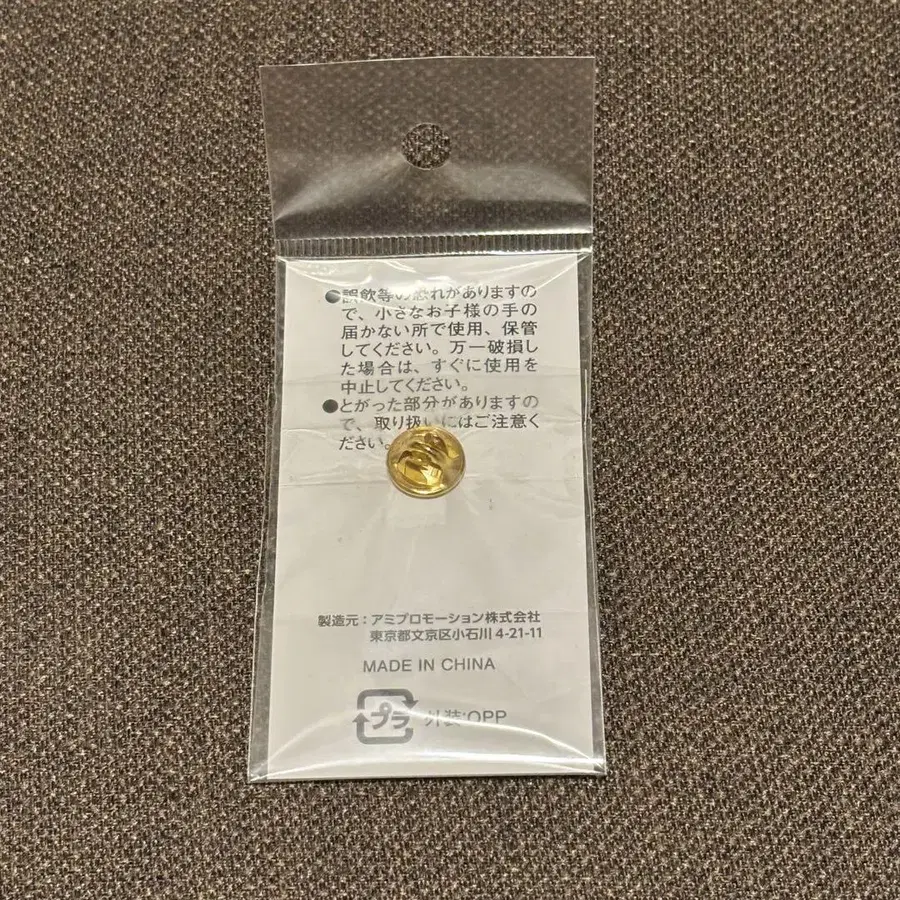 ●誤飲等の恐れがありますの
で、小さなお子様の手の
届かない所で使用、保管
してください。万一破損し
た場合は、すぐに使用を
中止してください。
●とがった部分がありますの
で、取り扱いにはご注意く
ださい。
製造元：アミプロモーション株式会社
東京都文京区小石川4-21-11
MADE IN CHINA
プラ 外装:OPP